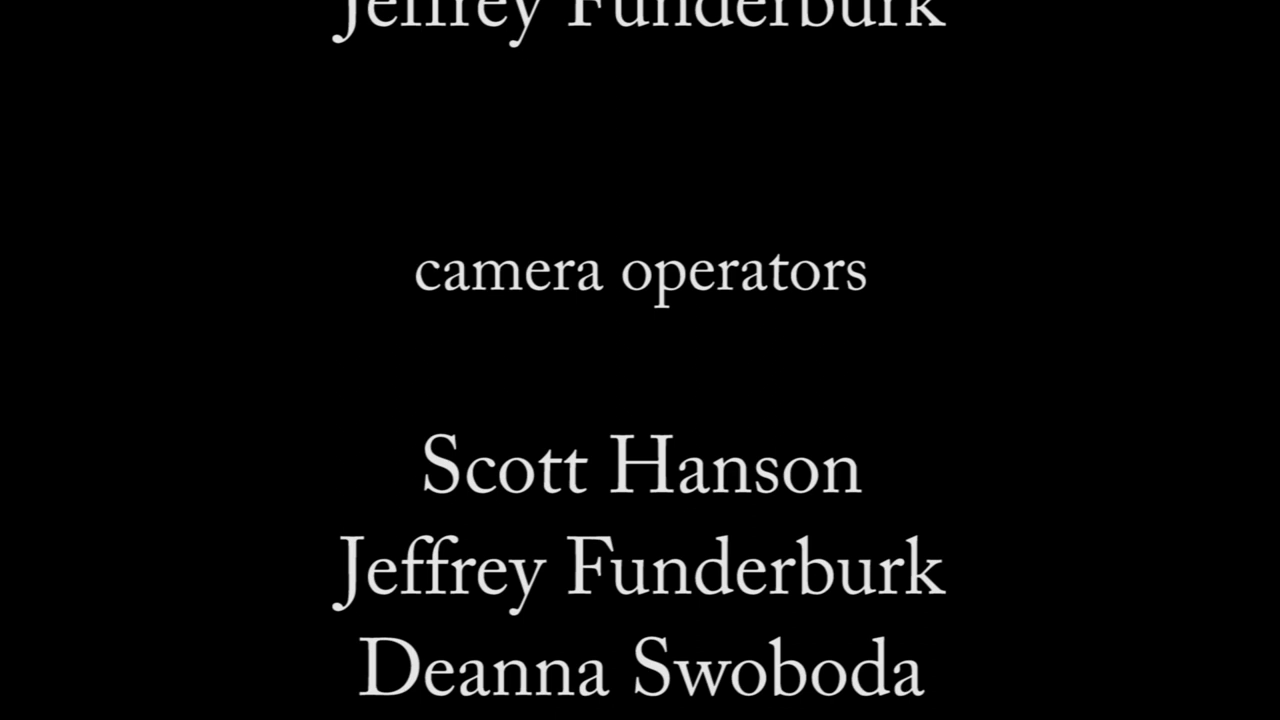 Jeffrey Funderburk
camera operators
Scott Hanson
Jeffrey Funderburk
Deanna Swoboda